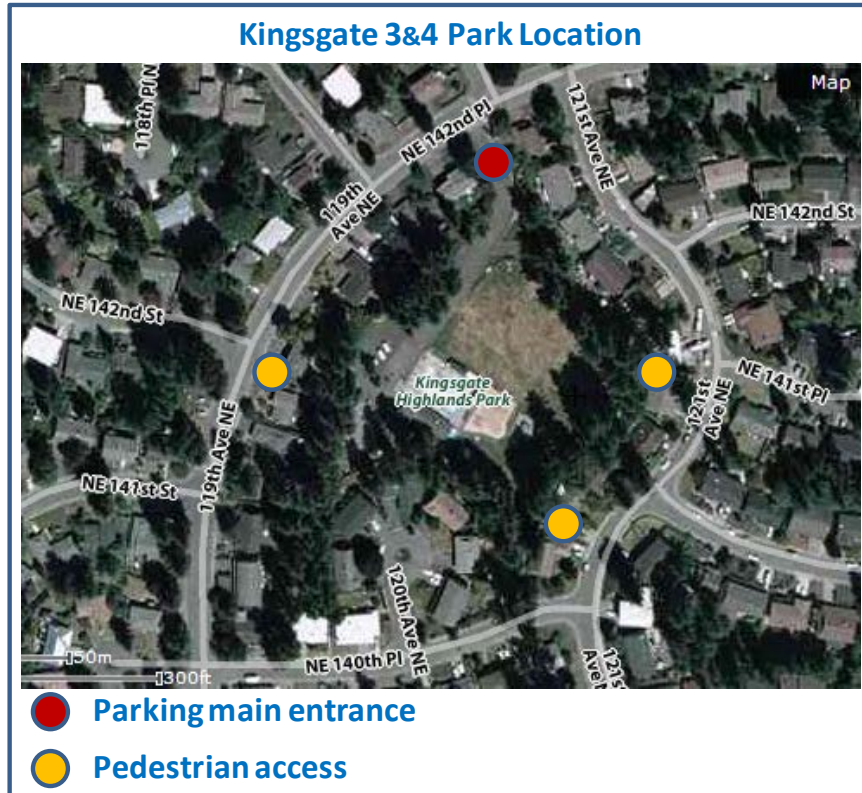 Kingsgate 3&4 Park Location
Map
118th Pl N
NE 142nd Pl
121st Ave NE
119th
Ave NE
NE 142nd St
NE 142nd St
Kingsgate
Highlands Park
NE 141st Pl
121st
Ave NE
119th Ave NE
NE 141st St
120th Ave NE
NE 140th Pl
121st
Ave N
50m
300ft
Parking main entrance
Pedestrian access